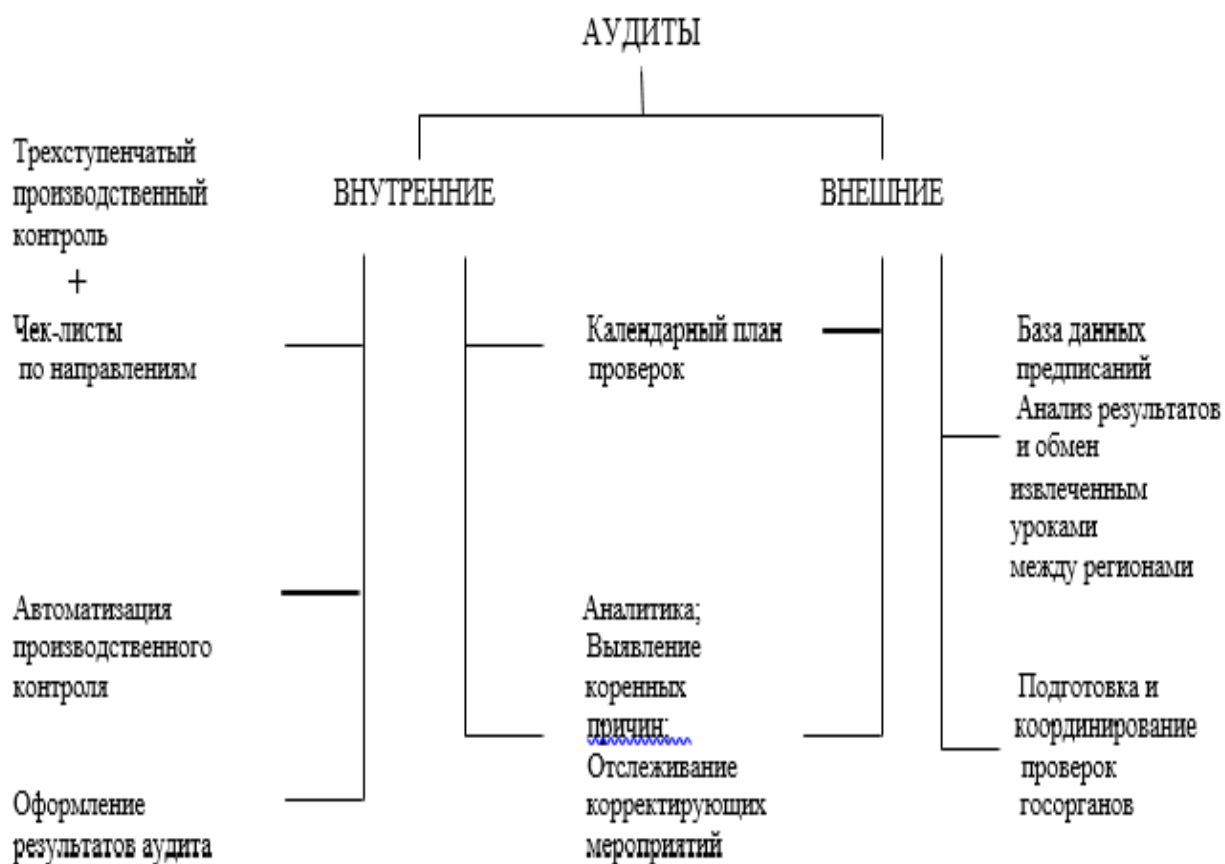 АУДИТЫ
ВНУТРЕННИЕ
ВНЕШНИЕ
Трехступенчатый
производственный
контроль
+
Чек-листы
по направлениям
Автоматизация
производственного
контроля
Оформление
результатов аудита
Календарный план
проверок
Аналитика;
Выявление
коренных
причин;
Отслеживание
корректирующих
мероприятий
База данных
предписаний
Анализ результатов
и обмен
извлеченным
уроками
между регионами
Подготовка и
координирование
проверок
госорганов